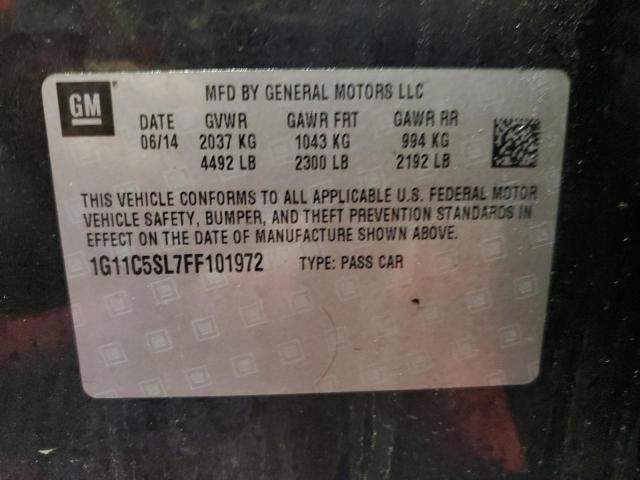 GM
MFD BY GENERAL MOTORS LLC
DATE GVWR GAWR FRT GAWR RR
06/14 2037 KG 1043 KG 994 KG
4492 LB 2300 LB 2192 LB
THIS VEHICLE CONFORMS TO ALL APPLICABLE U.S. FEDERAL MOTOR
VEHICLE SAFETY, BUMPER, AND THEFT PREVENTION STANDARDS IN
EFFECT ON THE DATE OF MANUFACTURE SHOWN ABOVE.
1G11C5SL7FF101972 TYPE: PASS CAR